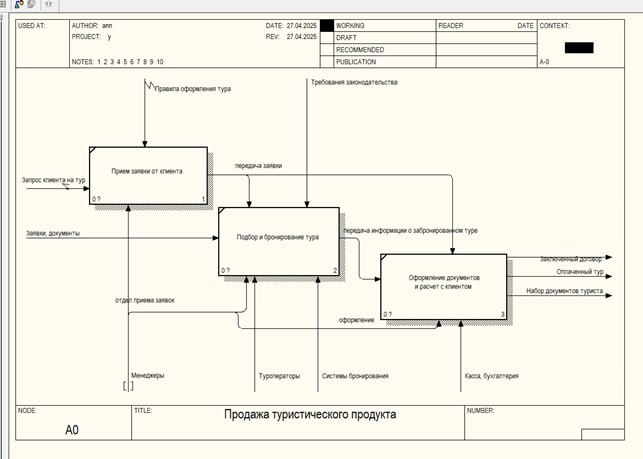 USED AT:
AUTHOR: ann
DATE: 27.04.2025
WORKING
READER
DATE
CONTEXT:
PROJECT: y
REV: 27.04.2025
DRAFT
RECOMMENDED
NOTES: 1 2 3 4 5 6 7 8 9 10
PUBLICATION
A-0
Правила оформления тура
Требования законодательства
Прием заявки от клиента
0 ?
1
передача заявки
Запрос клиента на тур
Заявки, документы
Подбор и бронирование тура
0 ?
2
передача информации о забронированном туре
Оформление документов
и расчет с клиентом
0 ?
3
Заключенный договор
Оплаченный тур
Набор документов туриста
отдел приема заявок
оформление
Менеджеры
Туроператоры
Системы бронирования
Касса, бухгалтерия
NODE:
TITLE:
NUMBER:
A0
Продажа туристического продукта